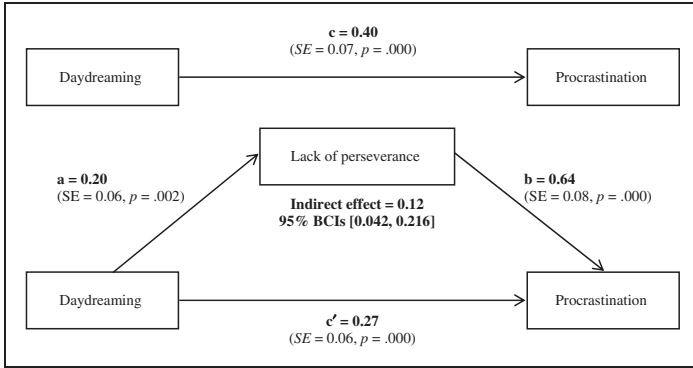 c = 0.40
(SE = 0.07, p = .000)
Daydreaming
Procrastination
Lack of perseverance
a = 0.20
(SE = 0.06, p = .002)
b = 0.64
(SE = 0.08, p = .000)
Indirect effect = 0.12
95% BCIs [0.042, 0.216]
Daydreaming
Procrastination
c′ = 0.27
(SE = 0.06, p = .000)